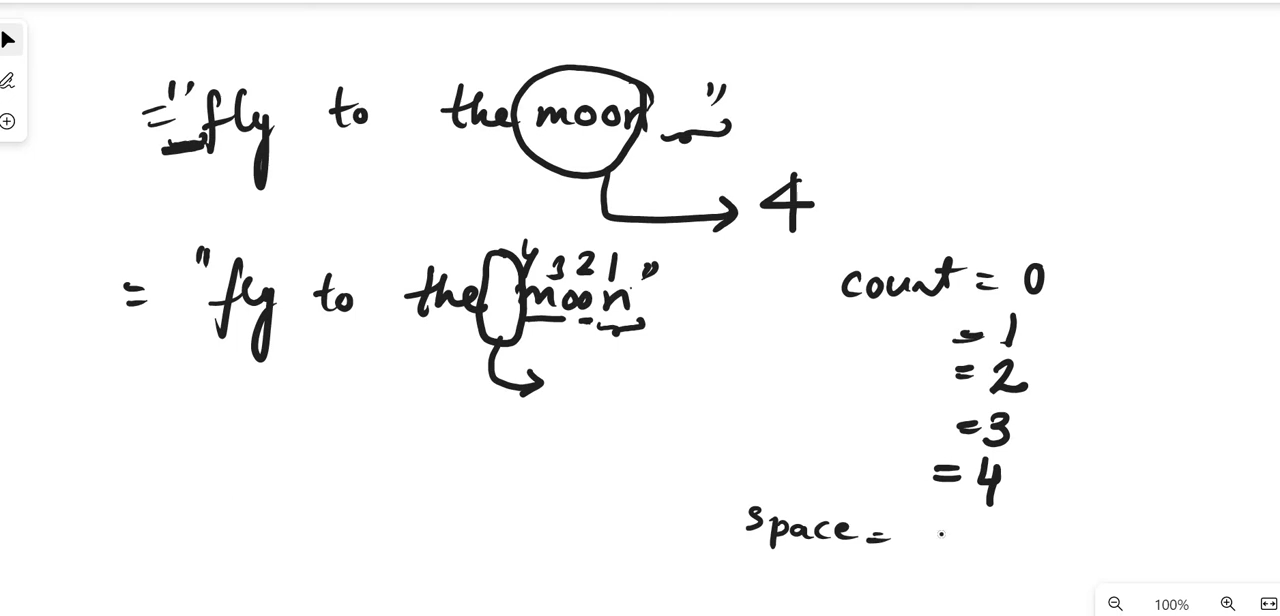 = "fly to the moon "
4
4 3 2 1
= "fly to the moon"
count = 0
= 1
= 2
= 3
= 4
space =
100%